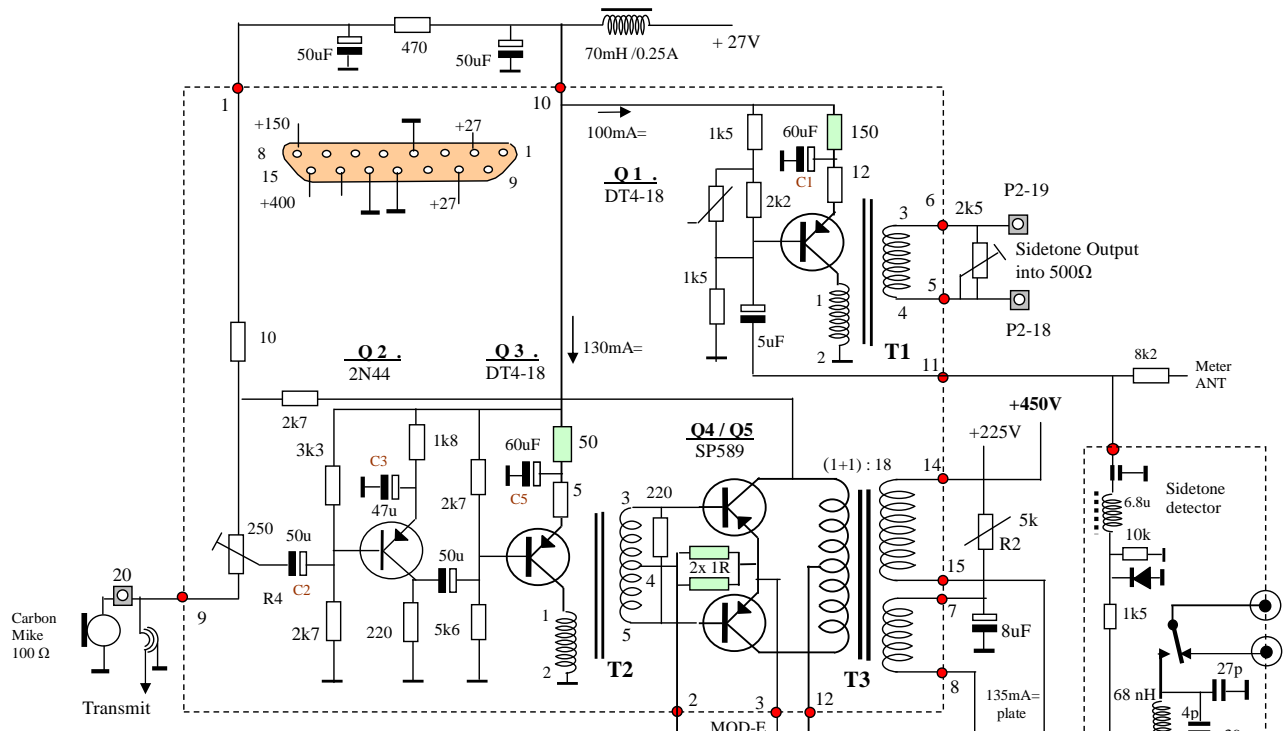 50uF
470
50uF
70mH /0.25A
+ 27V
1
10
+150
+27
8
1
15
9
+400
+27
100mA=
1k5
60uF
150
C1
12
Q 1 .
DT4-18
2k2
1k5
5uF
1
2
3
4
T1
6
5
2k5
P2-19
Sidetone Output
into 500Ω
P2-18
11
8k2
Meter
ANT
10
Q 2 .
2N44
Q 3 .
DT4-18
130mA=
2k7
3k3
C3
47u
1k8
2k7
60uF
C5
50
5
Q4 / Q5
SP589
(1+1) : 18
+450V
+225V
14
250
50u
C2
R4
50u
2k7
220
5k6
1
2
T2
3
4
5
220
2x 1R
T3
15
7
8
5k
R2
8uF
135mA=
plate
20
9
Carbon
Mike
100 Ω
Transmit
2
3
12
MOD-E
6.8u
Sidetone
detector
10k
1k5
27p
68 nH
4p